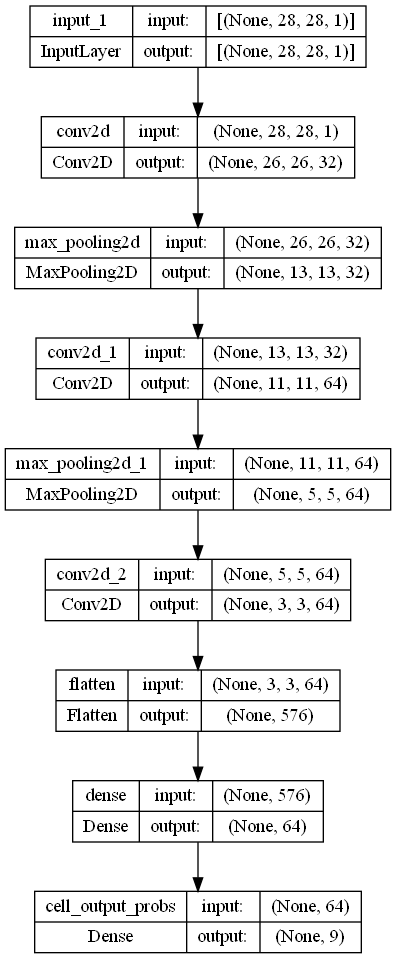 input_1 input: [(None, 28, 28, 1)]
InputLayer output: [(None, 28, 28, 1)]
conv2d input: (None, 28, 28, 1)
Conv2D output: (None, 26, 26, 32)
max_pooling2d input: (None, 26, 26, 32)
MaxPooling2D output: (None, 13, 13, 32)
conv2d_1 input: (None, 13, 13, 32)
Conv2D output: (None, 11, 11, 64)
max_pooling2d_1 input: (None, 11, 11, 64)
MaxPooling2D output: (None, 5, 5, 64)
conv2d_2 input: (None, 5, 5, 64)
Conv2D output: (None, 3, 3, 64)
flatten input: (None, 3, 3, 64)
Flatten output: (None, 576)
dense input: (None, 576)
Dense output: (None, 64)
cell_output_probs input: (None, 64)
Dense output: (None, 9)